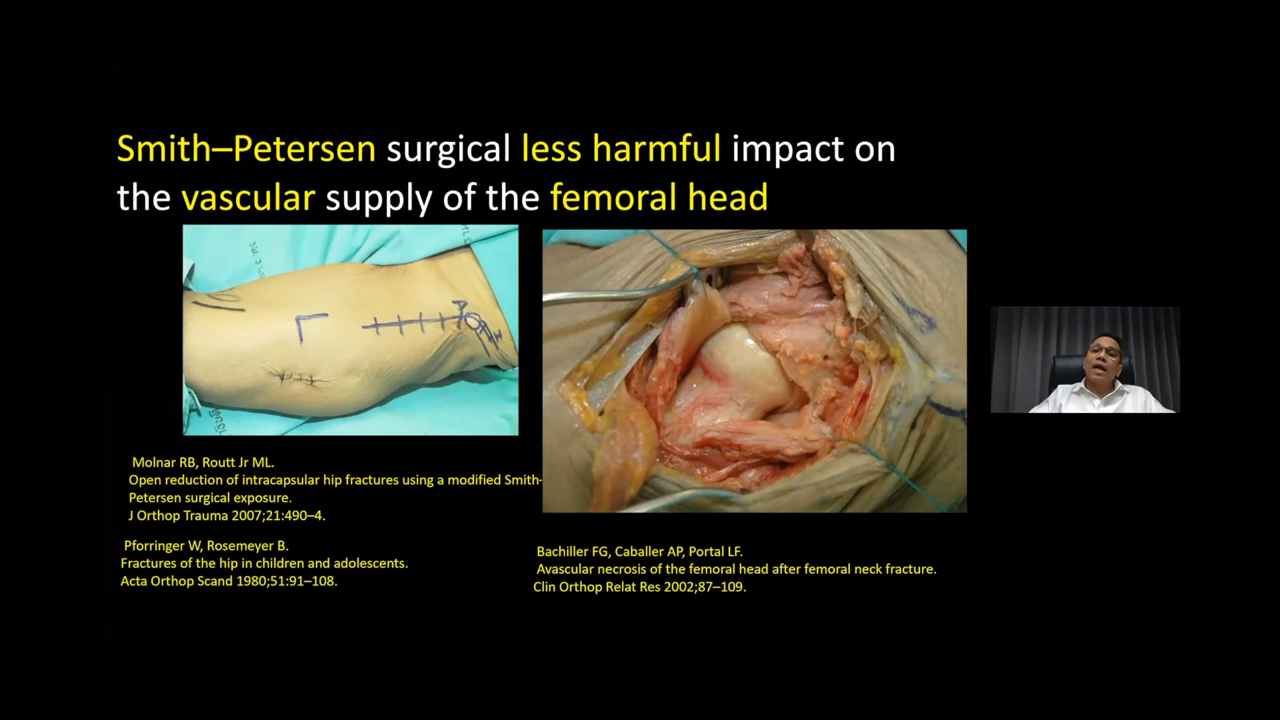 Smith–Petersen surgical less harmful impact on
the vascular supply of the femoral head
Molnar RB, Routt Jr ML.
Open reduction of intracapsular hip fractures using a modified Smith-
Petersen surgical exposure.
J Orthop Trauma 2007;21:490–4.
Pforringer W, Rosemeyer B.
Fractures of the hip in children and adolescents.
Acta Orthop Scand 1980;51:91–108.
Bachiller FG, Caballer AP, Portal LF.
Avascular necrosis of the femoral head after femoral neck fracture.
Clin Orthop Relat Res 2002;87–109.